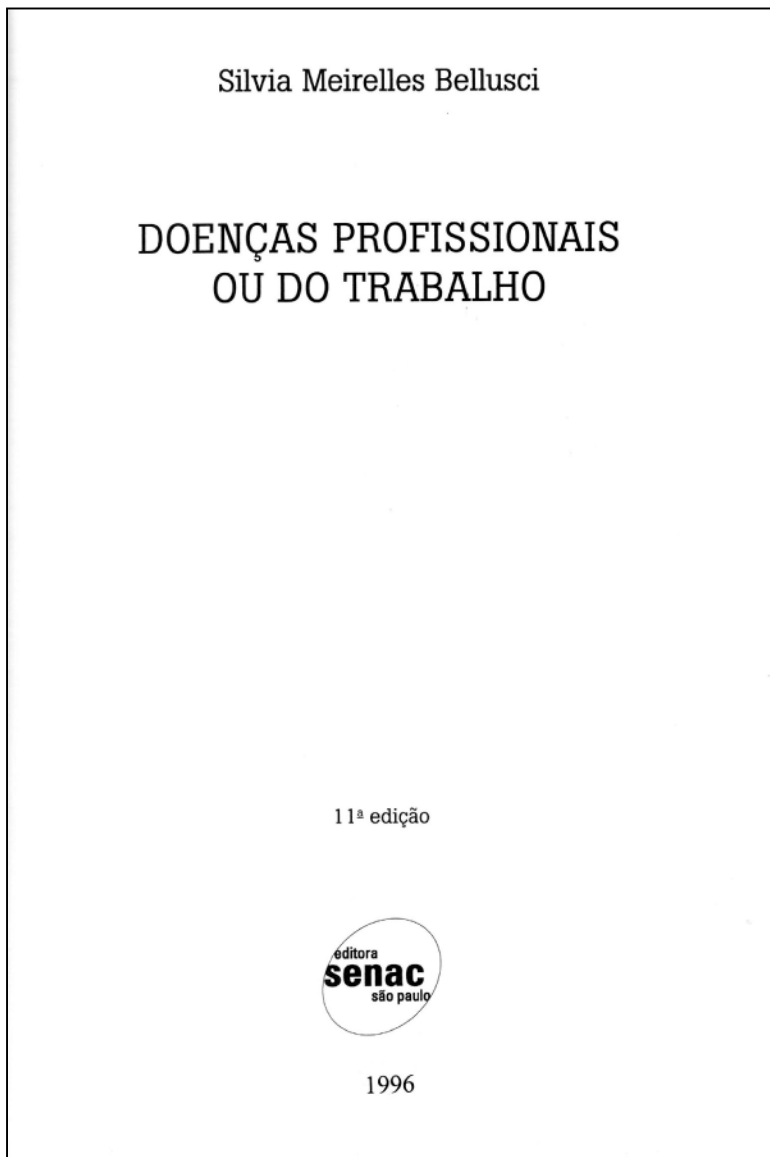 Silvia Meirelles Bellusci
DOENÇAS PROFISSIONAIS
OU DO TRABALHO
11ª edição
editora
senac
são paulo
1996